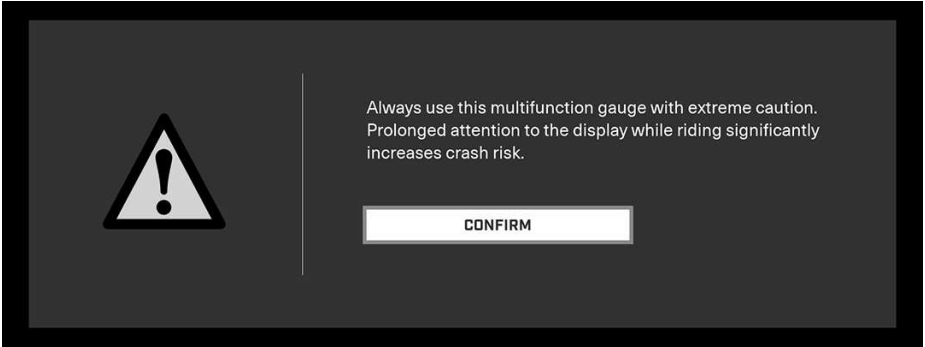 Always use this multifunction gauge with extreme caution.
Prolonged attention to the display while riding significantly
increases crash risk.
CONFIRM